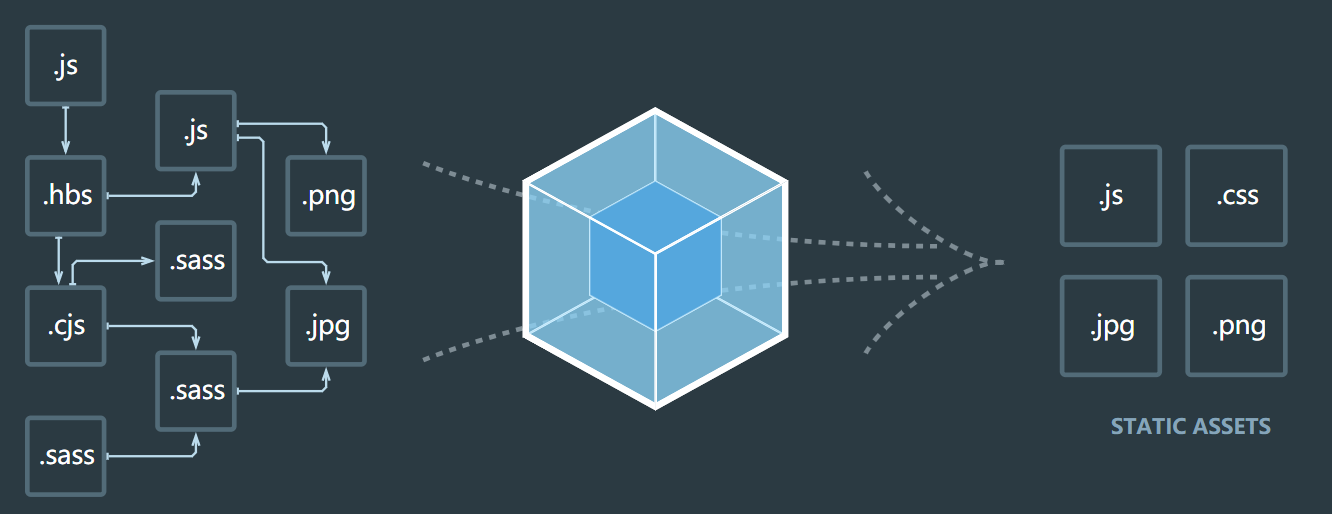 .js
.js
.hbs
.png
.sass
.cjs
.jpg
.sass
.sass
.js
.css
.jpg
.png
STATIC ASSETS